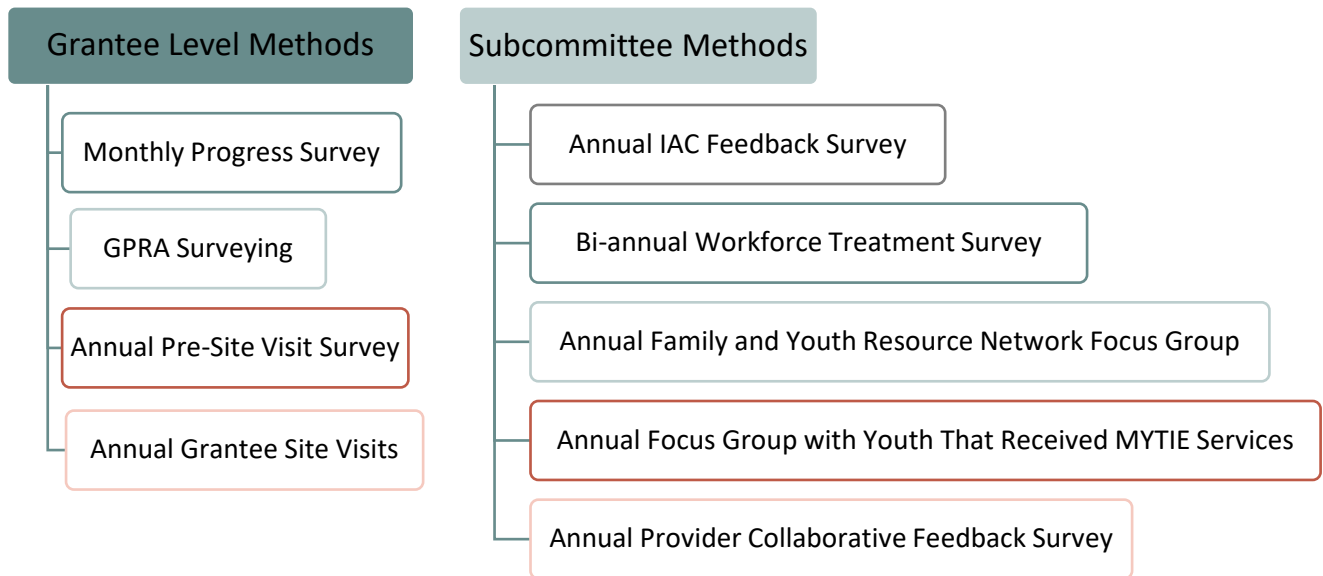 Grantee Level Methods
Monthly Progress Survey
GPRA Surveying
Annual Pre-Site Visit Survey
Annual Grantee Site Visits
Subcommittee Methods
Annual IAC Feedback Survey
Bi-annual Workforce Treatment Survey
Annual Family and Youth Resource Network Focus Group
Annual Focus Group with Youth That Received MYTIE Services
Annual Provider Collaborative Feedback Survey